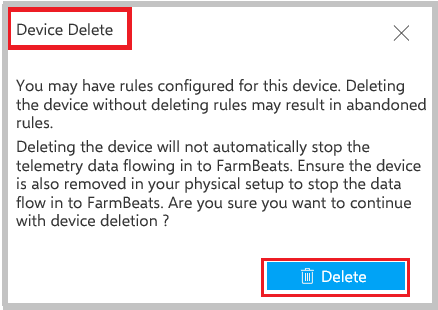 Device Delete
You may have rules configured for this device. Deleting
the device without deleting rules may result in abandoned
rules.
Deleting the device will not automatically stop the
telemetry data flowing in to FarmBeats. Ensure the device
is also removed in your physical setup to stop the data
flow in to FarmBeats. Are you sure you want to continue
with device deletion ?
Delete